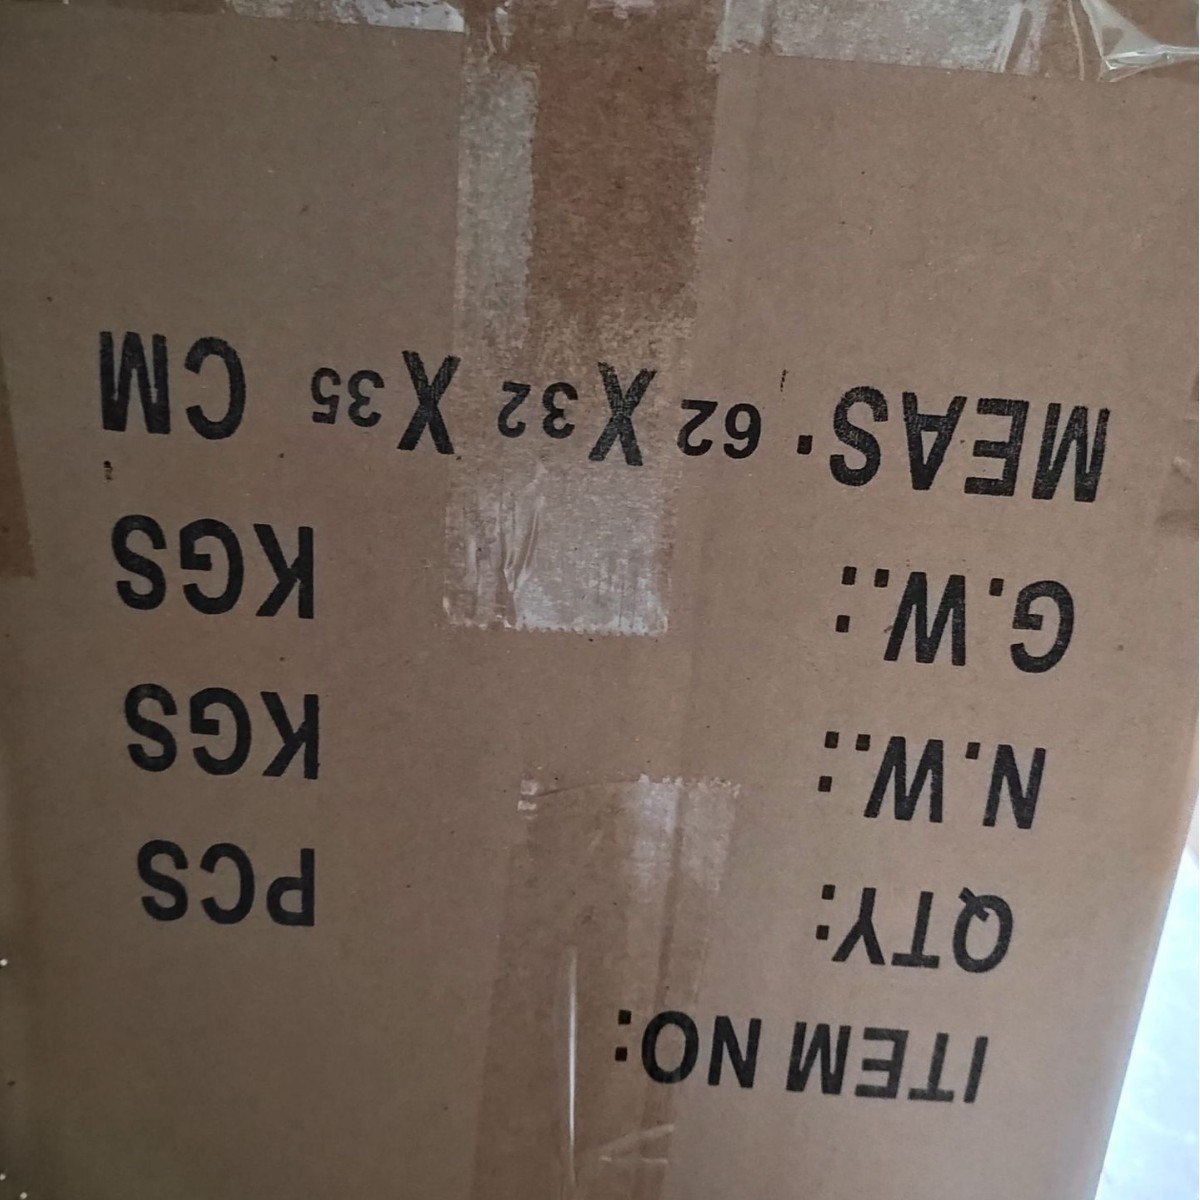 ITEM NO:
QTY: PCS
N.W.: KGS
G.W.: KGS
MEAS. 62 X 32 X 35 CM